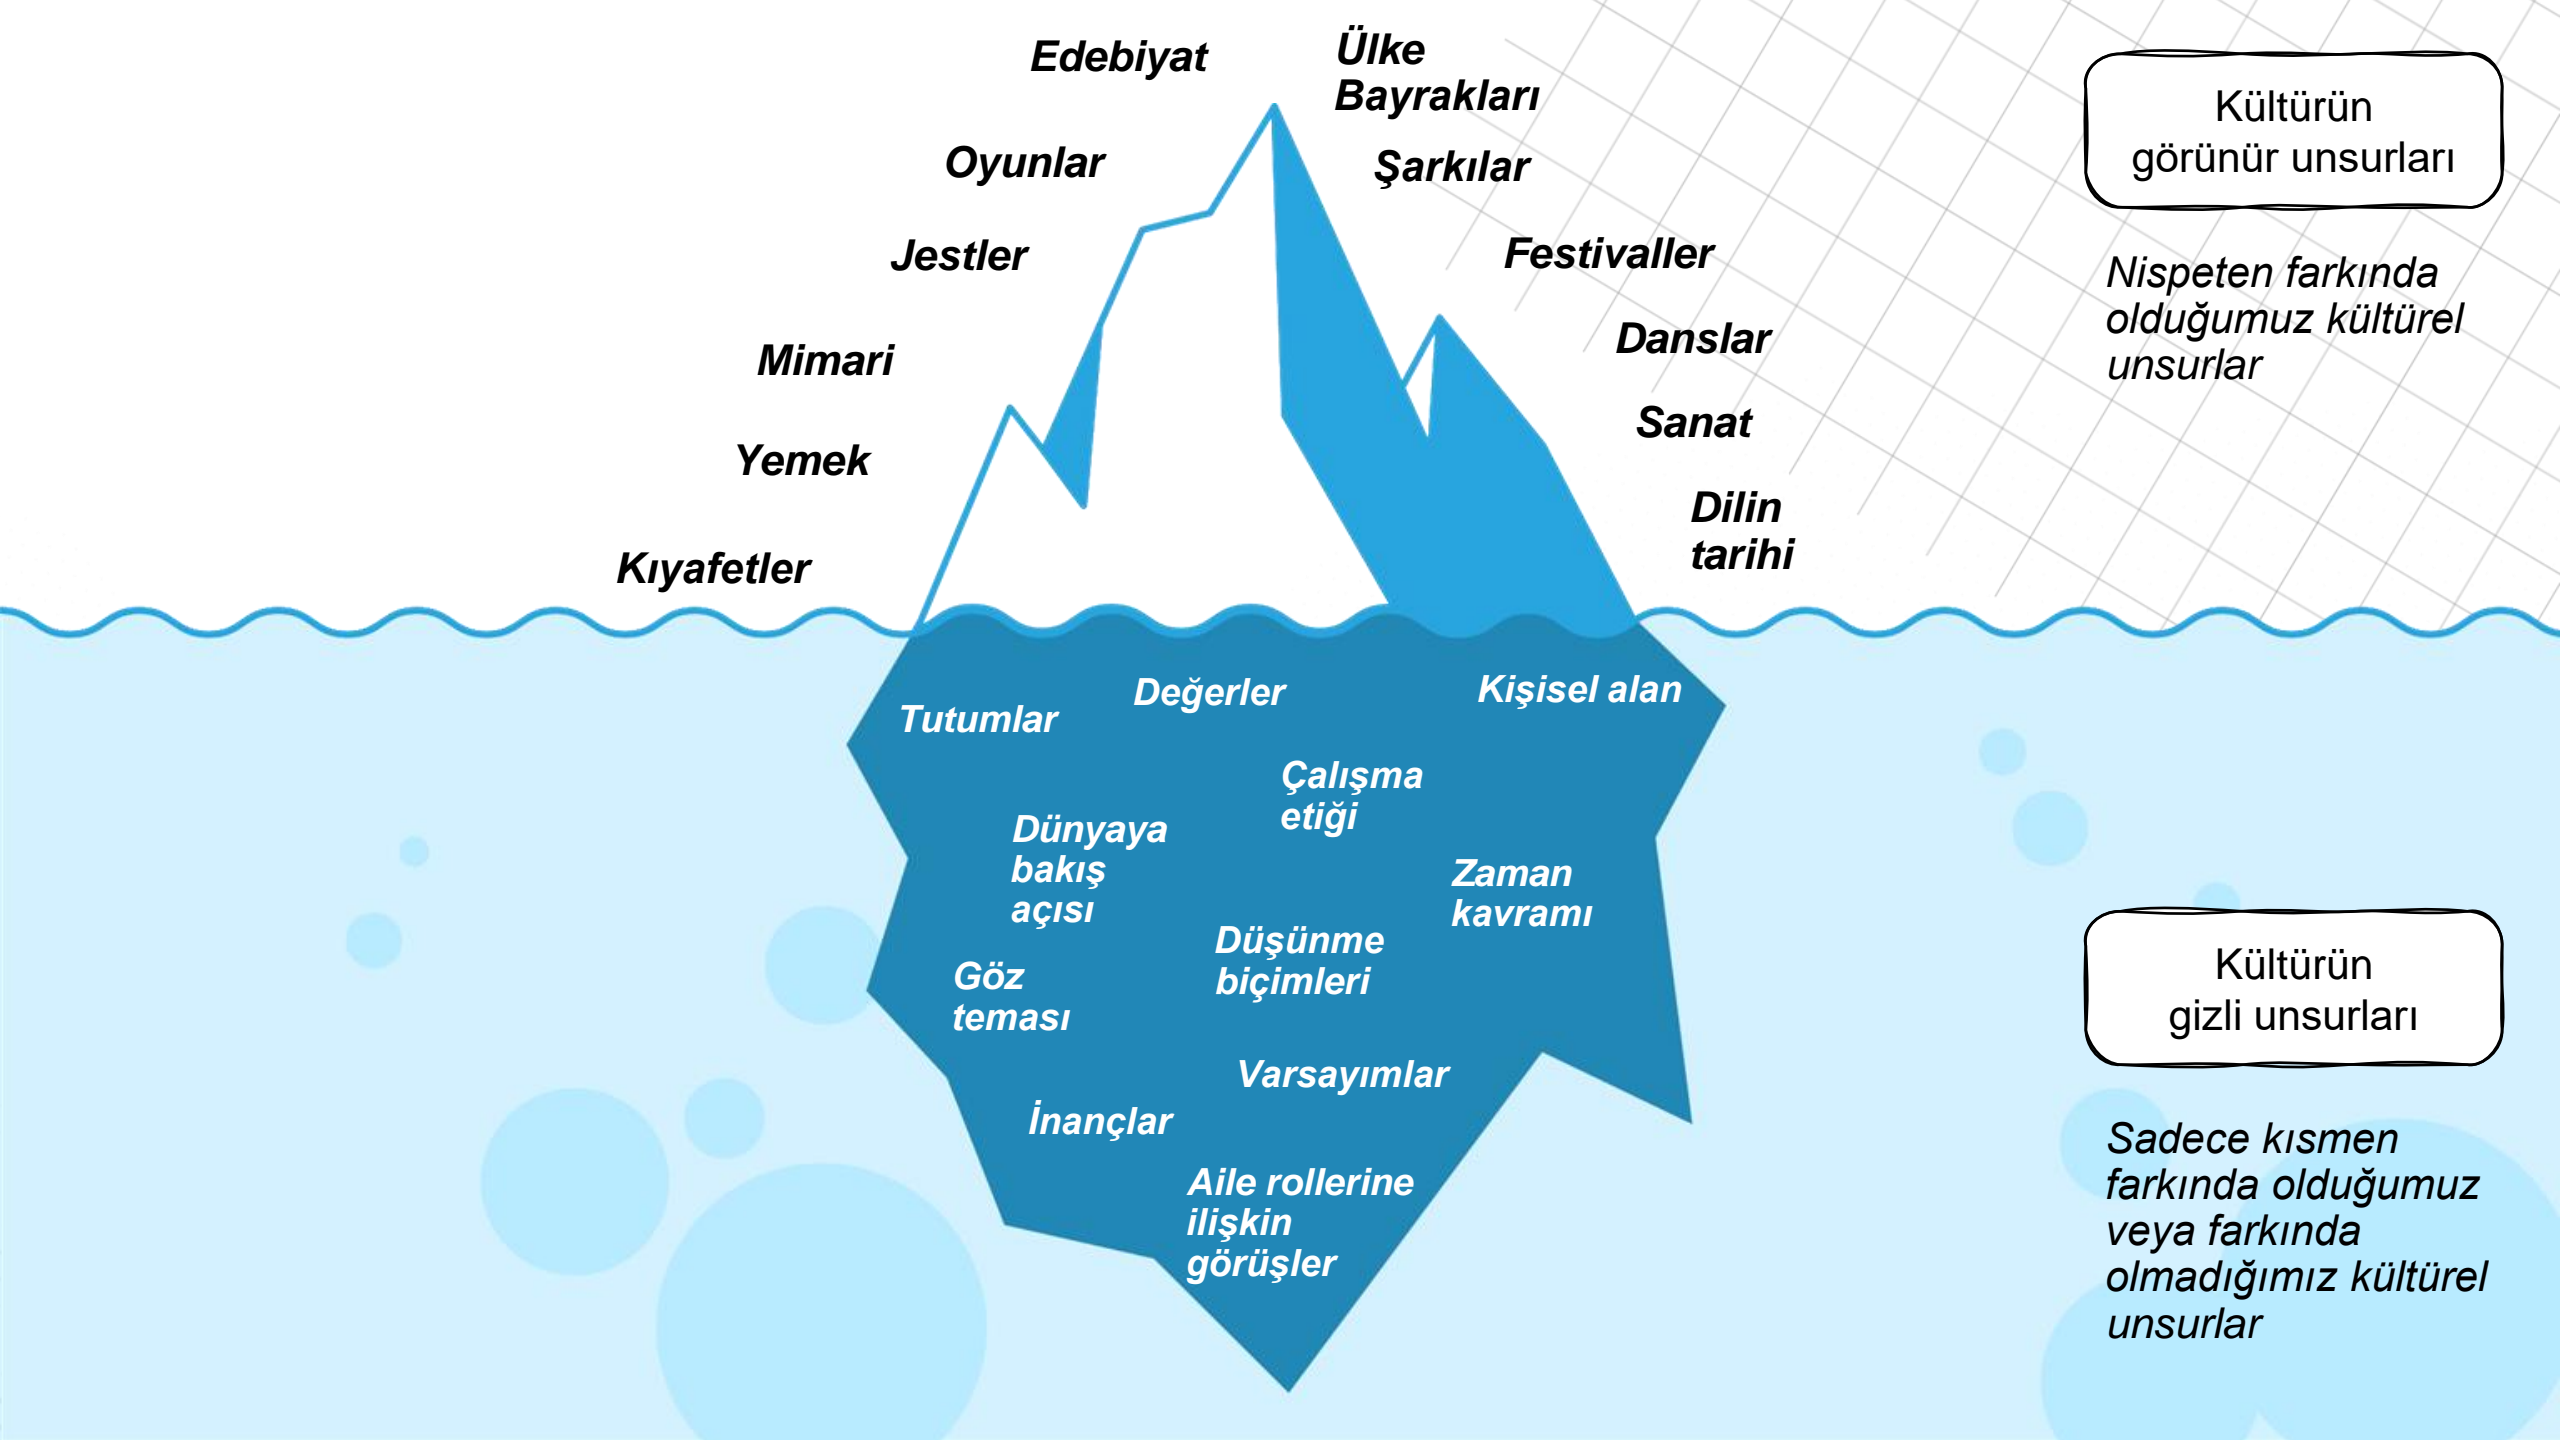 Edebiyat
Ülke
Bayrakları
Oyunlar
Şarkılar
Jestler
Festivaller
Mimari
Danslar
Yemek
Sanat
Kıyafetler
Dilin
tarihi
Kültürün
görünür unsurları
Nispeten farkında
olduğumuz kültürel
unsurlar
Tutumlar
Değerler
Kişisel alan
Çalışma
etiği
Dünyaya
bakış
açısı
Zaman
kavramı
Düşünme
biçimleri
Göz
teması
Varsayımlar
İnançlar
Aile rollerine
ilişkin
görüşler
Kültürün
gizli unsurları
Sadece kısmen
farkında olduğumuz
veya farkında
olmadığımız kültürel
unsurlar